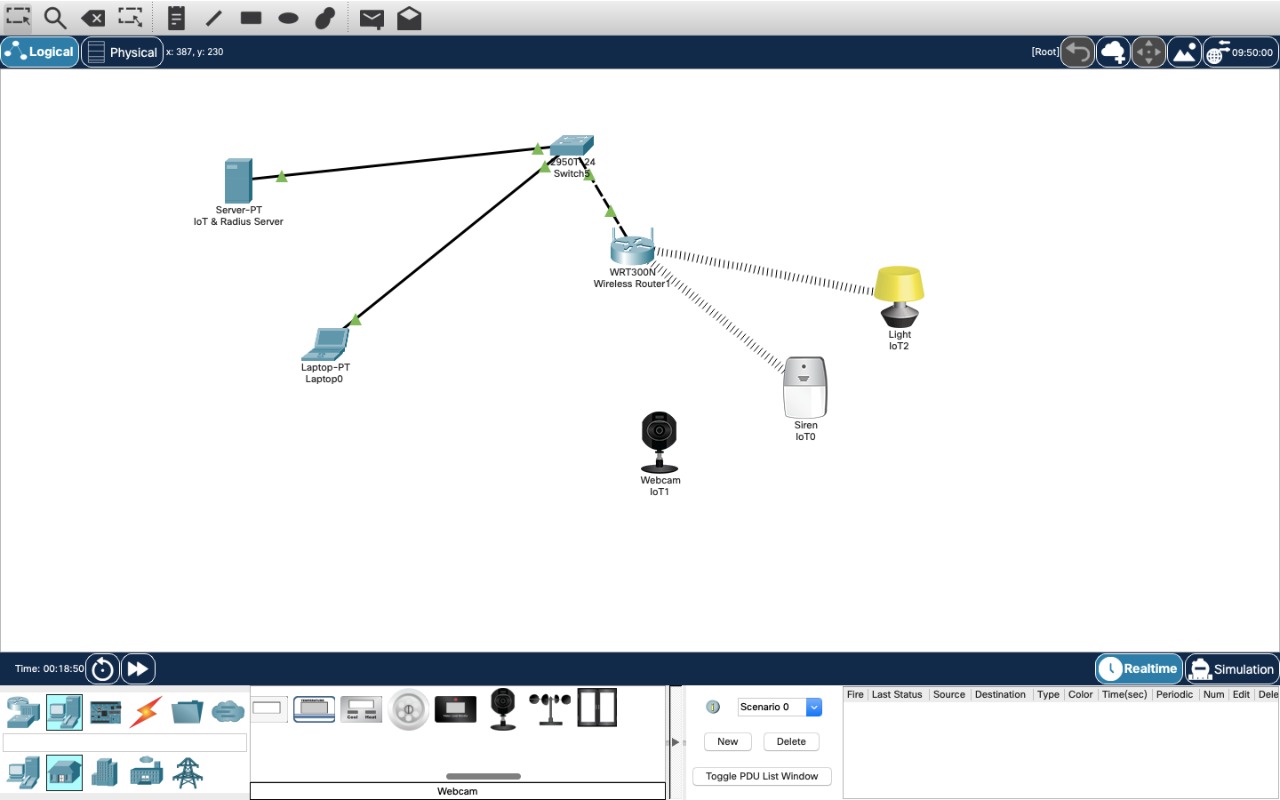 Logical
Physical
x: 387, y: 230
[Root]
09:50:00
2950T-24
Switch5
Server-PT
IoT & Radius Server
WRT300N
Wireless Router1
Light
IoT2
Laptop-PT
Laptop0
Siren
IoT0
Webcam
IoT1
Time: 00:18:50
Realtime
Simulation
Fire Last Status Source Destination Type Color Time(sec) Periodic Num Edit Dele
Scenario 0
Cool Heat
New Delete
Toggle PDU List Window
Webcam